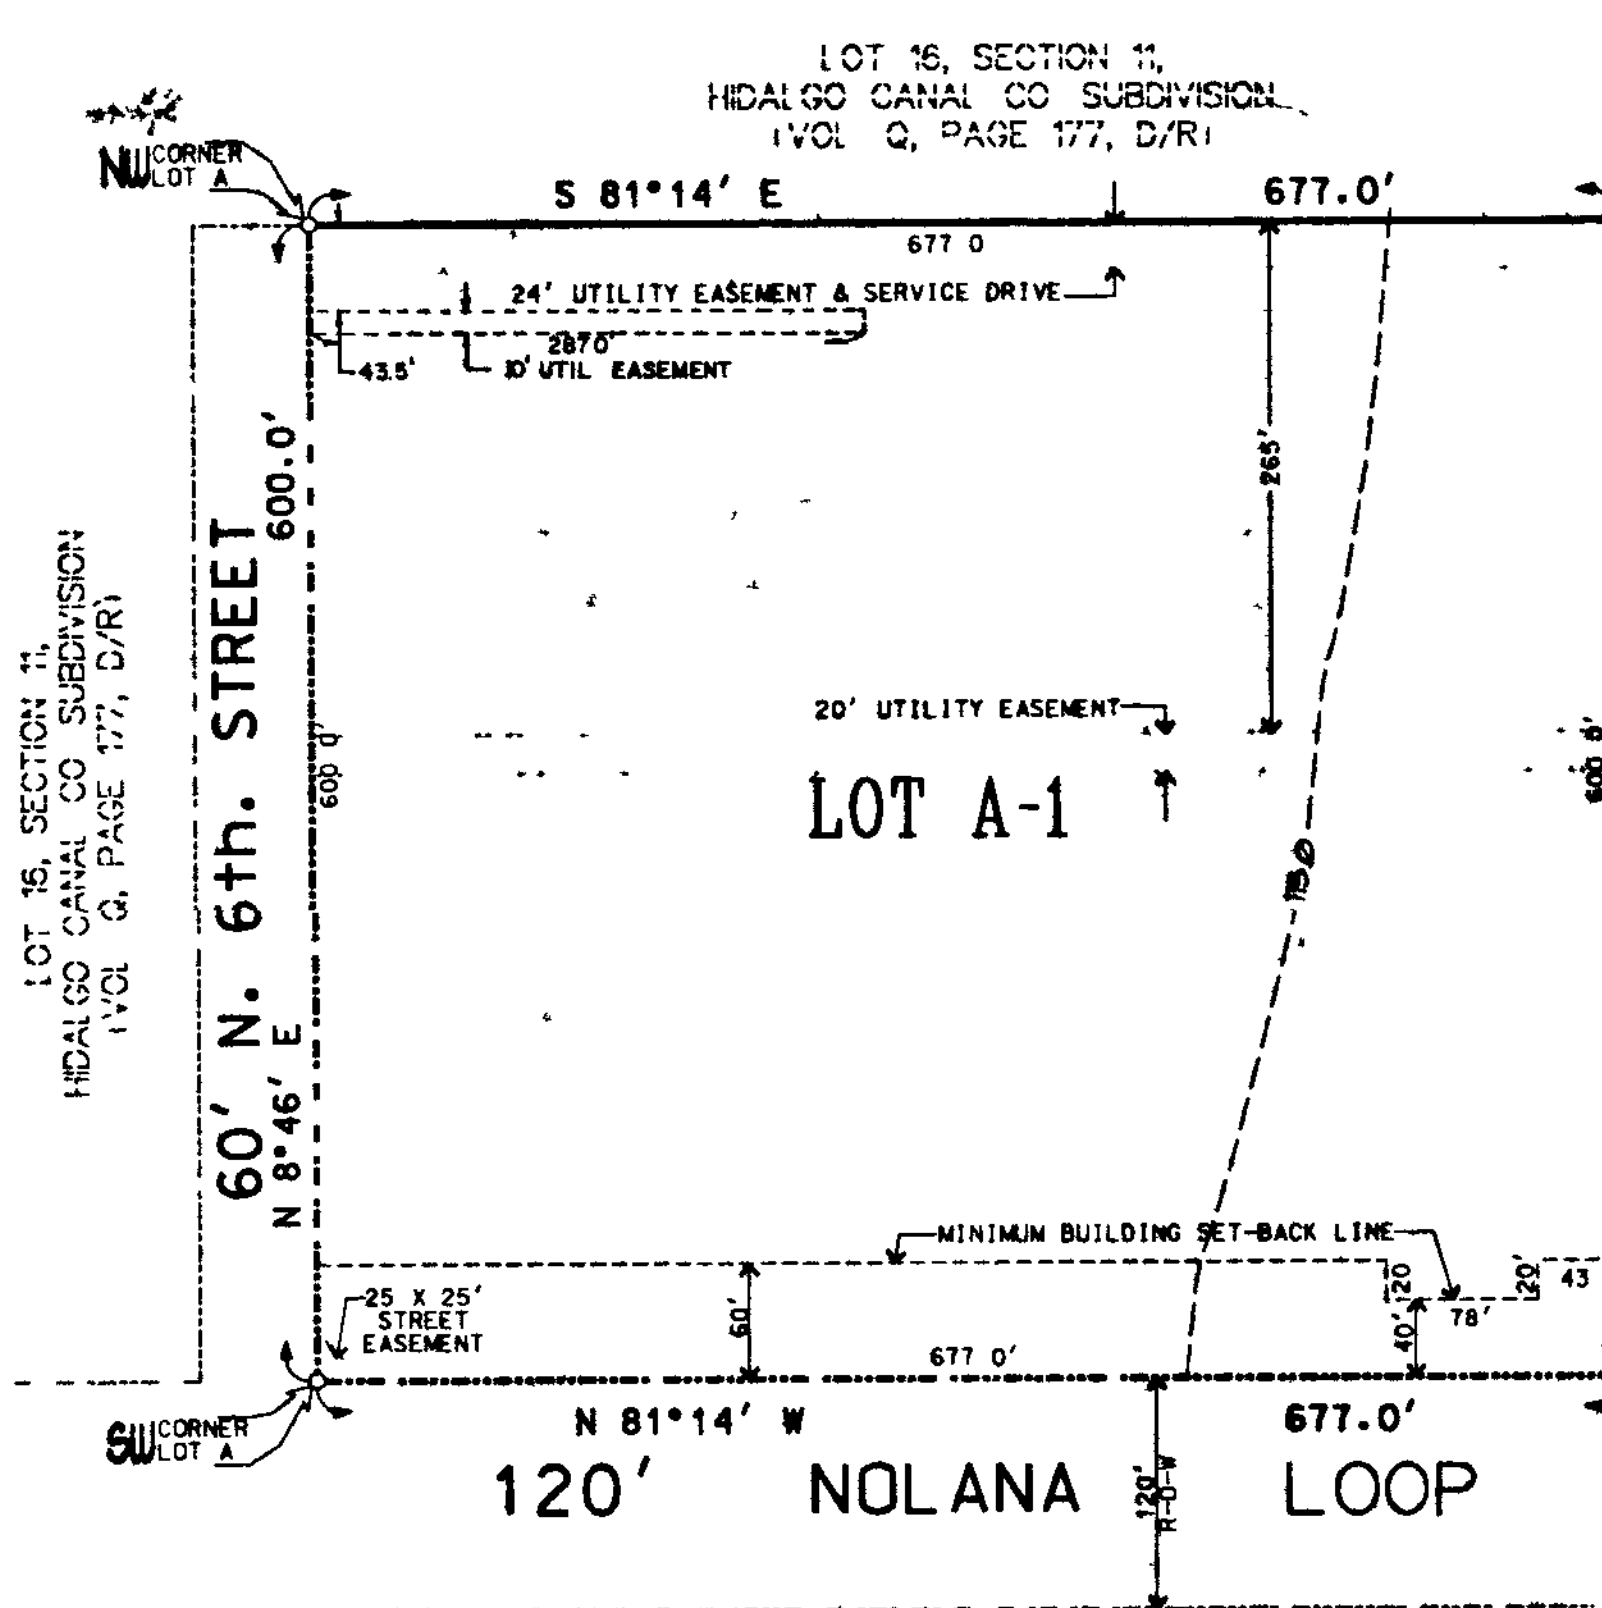 LOT 16, SECTION 11,
HIDALGO CANAL CO SUBDIVISION
(VOL Q, PAGE 177, D/R)
NW CORNER
LOT A
S 81°14' E
677.0'
677 0
24' UTILITY EASEMENT & SERVICE DRIVE
287 0'
43.5'
10' UTIL EASEMENT
600.0'
265'
LOT 16, SECTION 11,
HIDALGO CANAL CO SUBDIVISION
(VOL Q, PAGE 177, D/R)
60' N. 6th. STREET
N 8°46' E
600 0'
20' UTILITY EASEMENT
LOT A-1
MINIMUM BUILDING SET-BACK LINE
20
20'
43
78'
40'
60'
25 X 25'
STREET
EASEMENT
677 0'
SW CORNER
LOT A
N 81°14' W
677.0'
120' NOLANA LOOP
120'
R-O-W